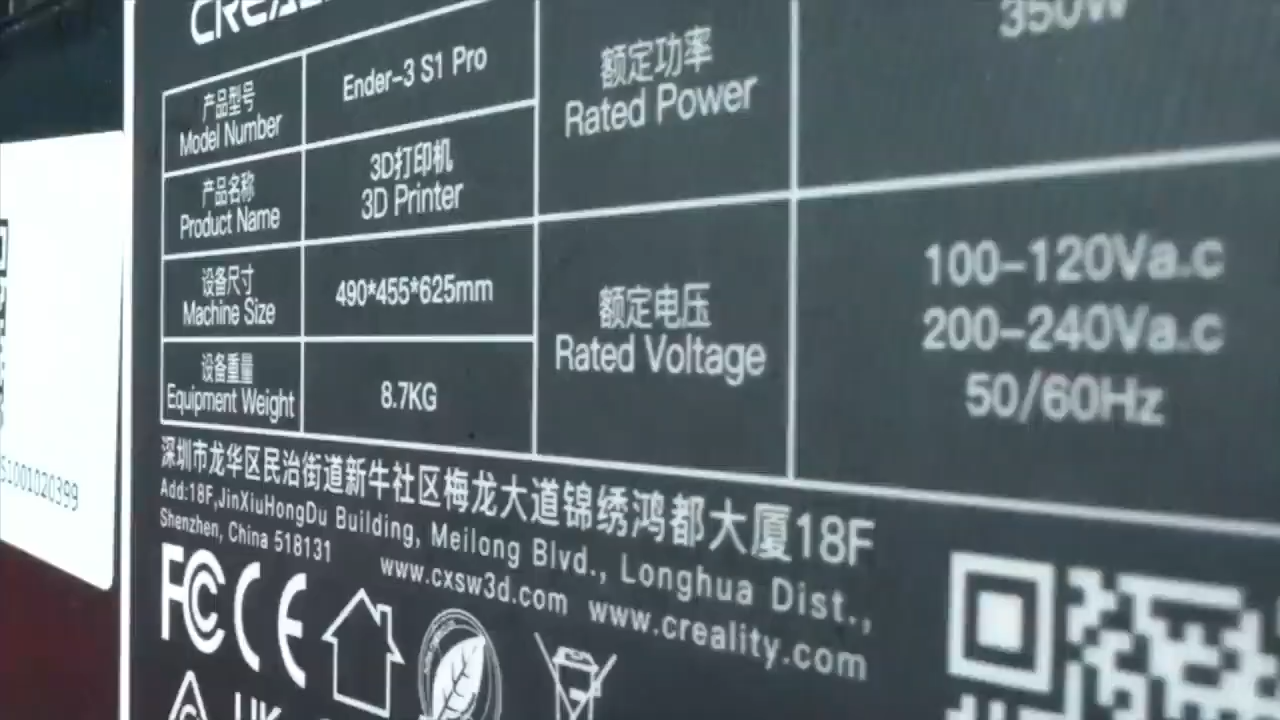 产品型号
Model Number
Ender-3 S1 Pro
额定功率
Rated Power
350W
产品名称
Product Name
3D打印机
3D Printer
设备尺寸
Machine Size
490*455*625mm
额定电压
Rated Voltage
100-120Va.c
200-240Va.c
50/60Hz
设备重量
Equipment Weight
8.7KG
深圳市龙华区民治街道新牛社区梅龙大道锦绣鸿都大厦18F
Add:18F,JinXiuHongDu Building, Meilong Blvd., Longhua Dist.,
Shenzhen, China 518131
www.cxsw3d.com www.creality.com
FC CE
UK
S1001020399